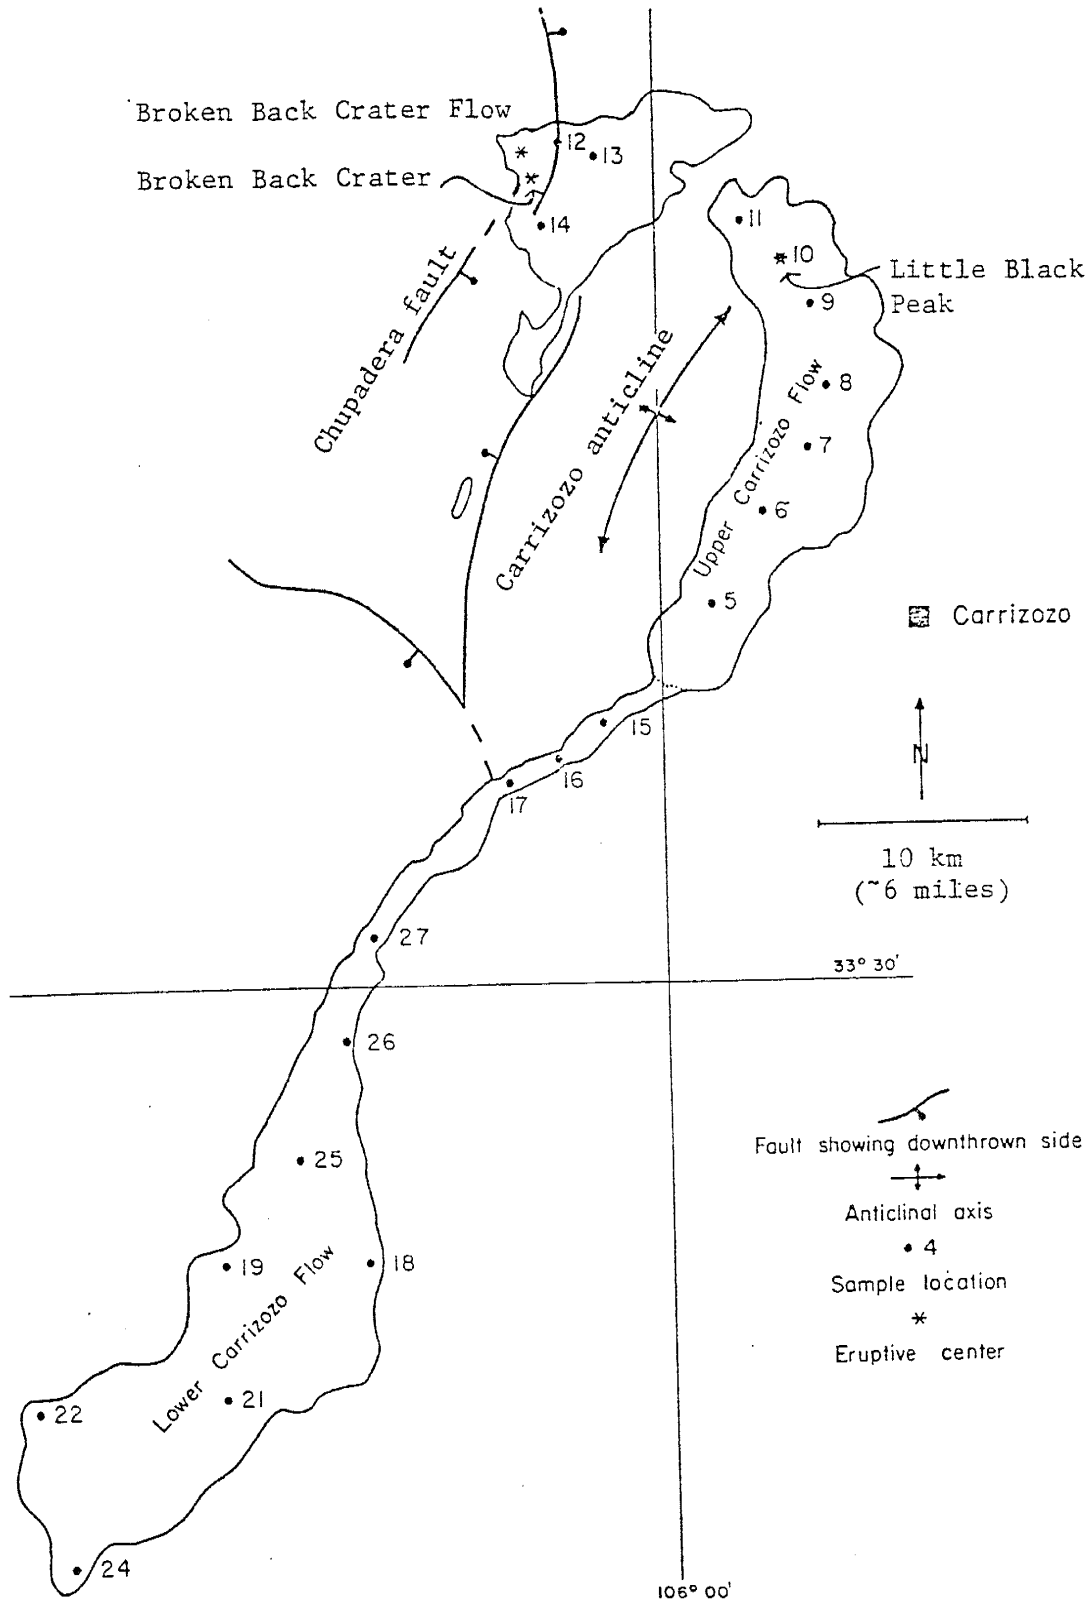 Broken Back Crater Flow
12
13
Broken Back Crater
11
14
10
Little Black
Peak
9
Chupadera fault
Carrizozo anticline
8
7
Upper Carrizozo Flow
6
5
Carrizozo
15
N
16
17
10 km
(~6 miles)
27
33° 30'
26
Fault showing downthrown side
25
Anticlinal axis
4
19
18
Sample location
Lower Carrizozo Flow
Eruptive center
21
22
24
106° 00'